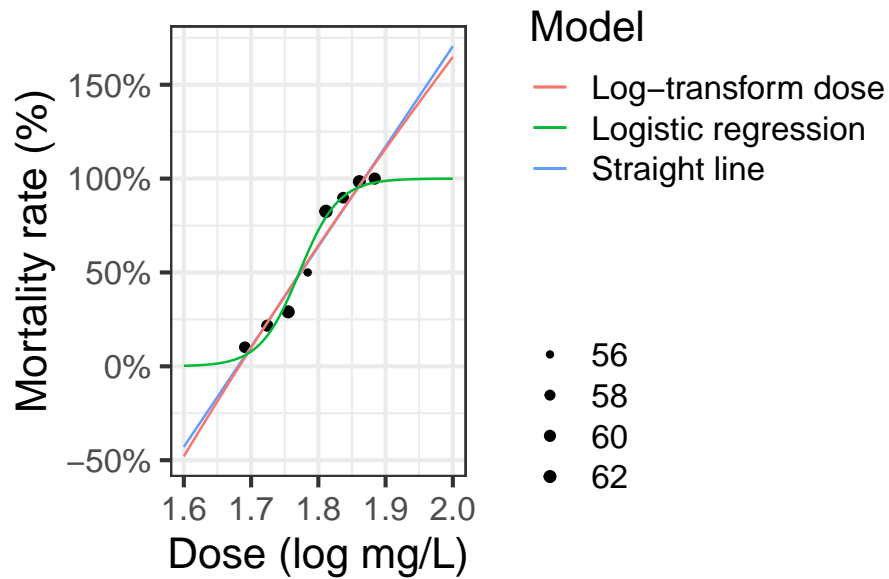 Model
Log−transform dose
Logistic regression
Straight line
56
58
60
62
Mortality rate (%)
150%
100%
50%
0%
−50%
1.6 1.7 1.8 1.9 2.0
Dose (log mg/L)